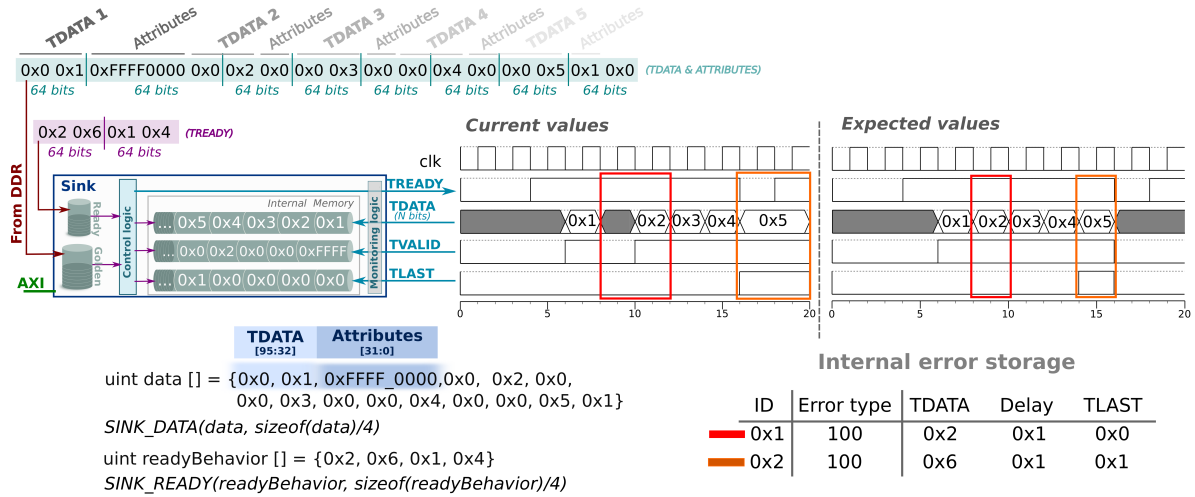 TDATA 1 Attributes TDATA 2 Attributes TDATA 3 Attributes TDATA 4 Attributes TDATA 5 Attributes
0x0 0x1 0xFFFF0000 0x0 0x2 0x0 0x0 0x3 0x0 0x0 0x4 0x0 0x0 0x5 0x1 0x0 (TDATA & ATTRIBUTES)
64 bits 64 bits 64 bits 64 bits 64 bits 64 bits 64 bits 64 bits
0x2 0x6 0x1 0x4 (TREADY)
64 bits 64 bits
From DDR
AXI
Sink
Ready
Golden
Control logic
Internal Memory
... 0x5 0x4 0x3 0x2 0x1
... 0x0 0x2 0x0 0x0 0xFFFF
... 0x1 0x0 0x0 0x0 0x0
Monitoring logic
Current values
clk
TREADY
TDATA
(N bits)
TVALID
TLAST
0x1 0x2 0x3 0x4 0x5
0 5 10 15 20
Expected values
0x1 0x2 0x3 0x4 0x5
0 5 10 15 20
TDATA Attributes
[95:32] [31:0]
uint data [] = {0x0, 0x1, 0xFFFF_0000,0x0, 0x2, 0x0,
0x0, 0x3, 0x0, 0x0, 0x4, 0x0, 0x0, 0x5, 0x1}
SINK_DATA(data, sizeof(data)/4)
uint readyBehavior [] = {0x2, 0x6, 0x1, 0x4}
SINK_READY(readyBehavior, sizeof(readyBehavior)/4)
Internal error storage
ID Error type TDATA Delay TLAST
0x1 100 0x2 0x1 0x0
0x2 100 0x6 0x1 0x1